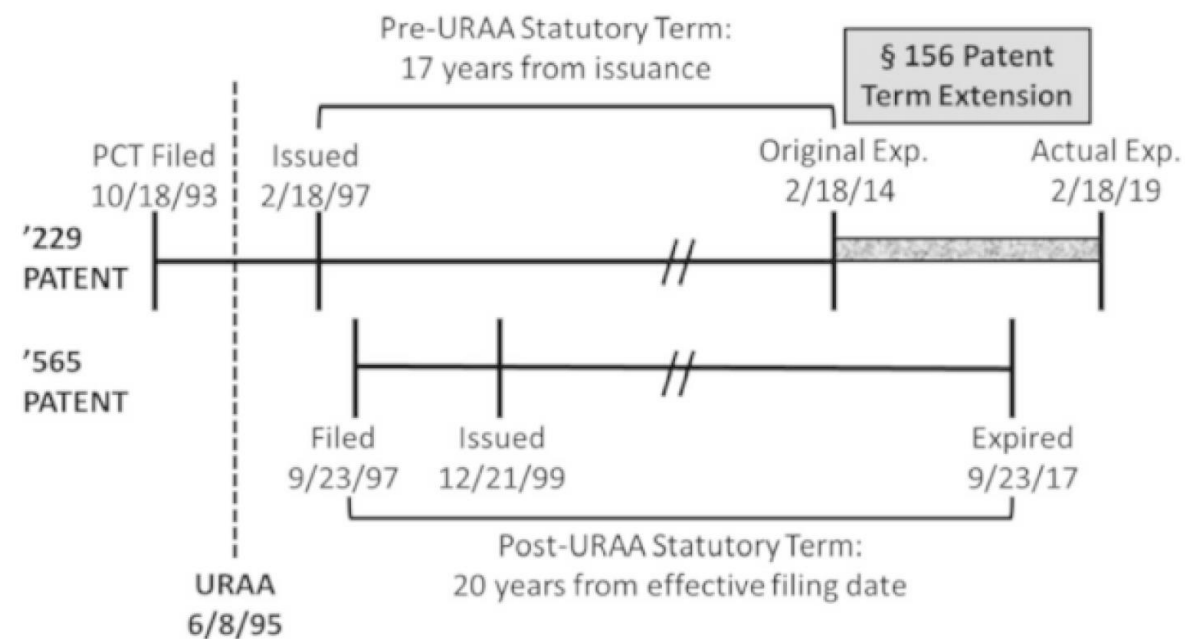 Pre-URAA Statutory Term:
17 years from issuance
§ 156 Patent
Term Extension
PCT Filed
10/18/93
Issued
2/18/97
Original Exp.
2/18/14
Actual Exp.
2/18/19
'229
PATENT
'565
PATENT
Filed
9/23/97
Issued
12/21/99
Expired
9/23/17
Post-URAA Statutory Term:
20 years from effective filing date
URAA
6/8/95